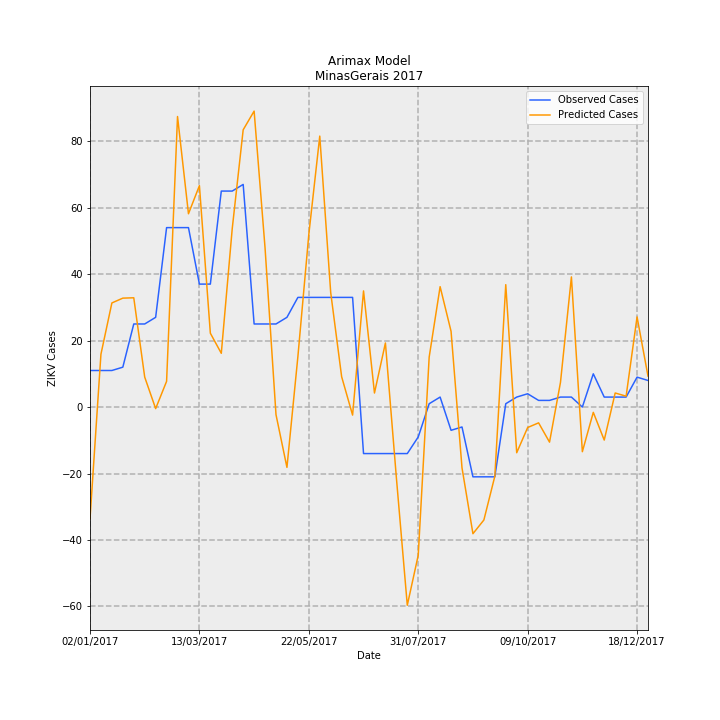 Arimax Model
MinasGerais 2017
Observed Cases
Predicted Cases
ZIKV Cases
80
60
40
20
0
−20
−40
−60
02/01/2017
13/03/2017
22/05/2017
31/07/2017
09/10/2017
18/12/2017
Date